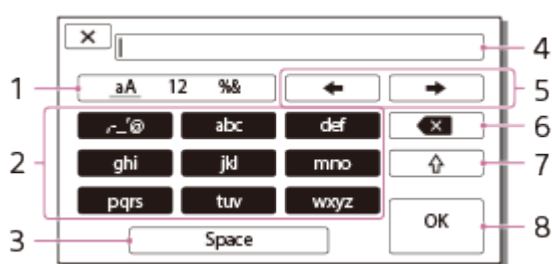 4
1 aA 12 %& 5
.-_'@ abc def 6
2 ghi jkl mno 7
pqrs tuv wxyz
3 Space OK 8